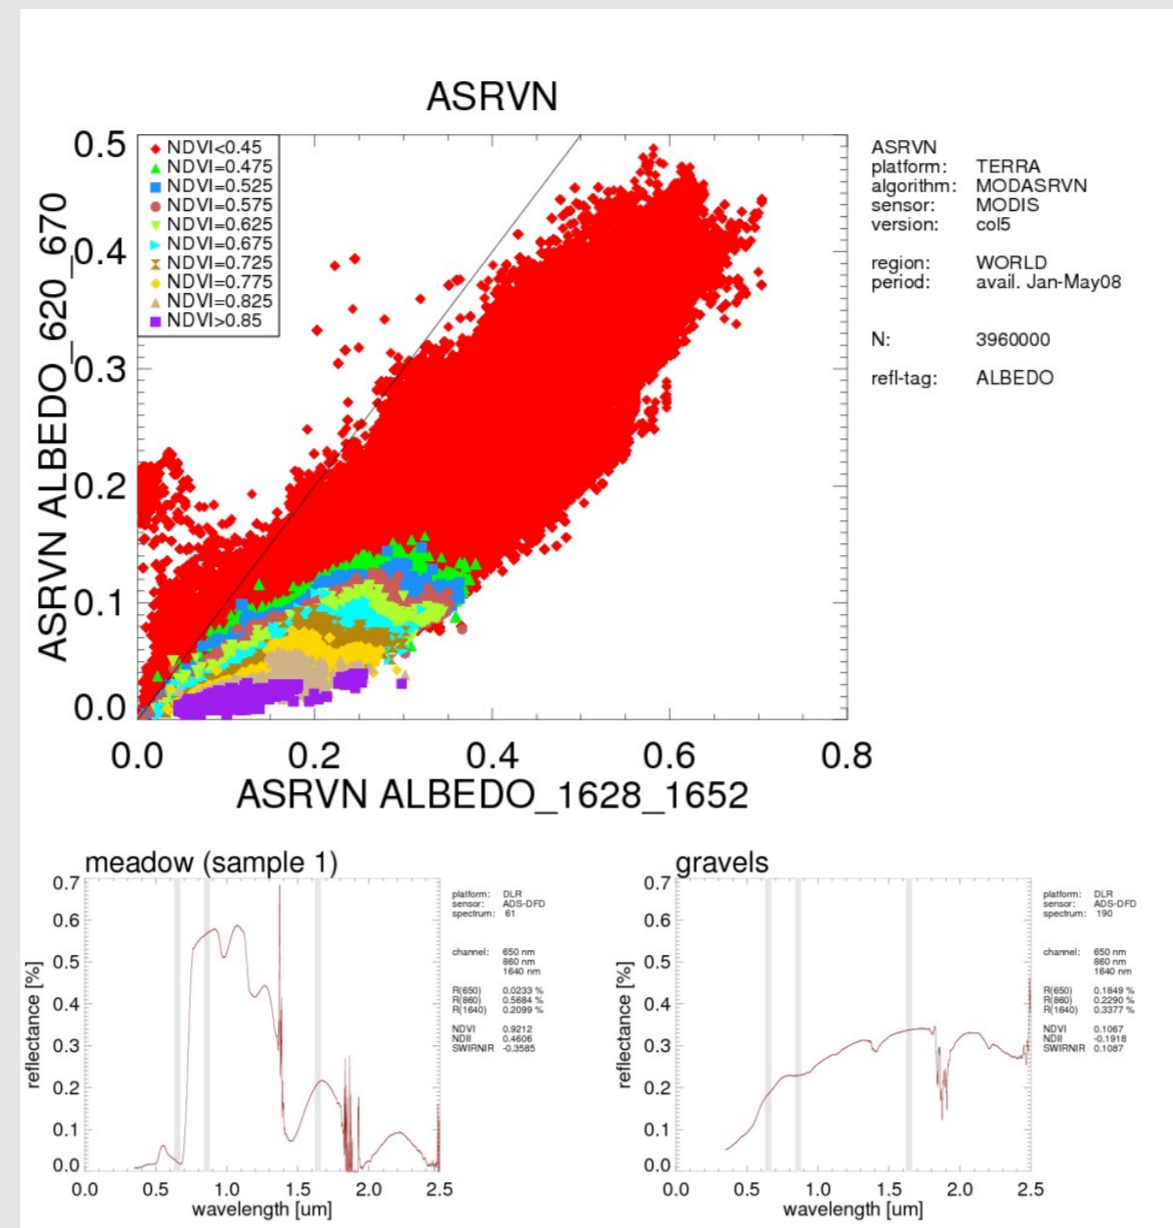 ASRVN
0.5
0.4
0.3
0.2
0.1
0.0
ASRVN ALBEDO_620_670
NDVI<0.45
NDVI=0.475
NDVI=0.525
NDVI=0.575
NDVI=0.625
NDVI=0.675
NDVI=0.725
NDVI=0.775
NDVI=0.825
NDVI>0.85
0.0 0.2 0.4 0.6 0.8
ASRVN ALBEDO_1628_1652
ASRVN
platform: TERRA
algorithm: MODASRVN
sensor: MODIS
version: col5
region: WORLD
period: avail. Jan-May08
N: 3960000
refl-tag: ALBEDO
meadow (sample 1)
0.7
0.6
0.5
0.4
0.3
0.2
0.1
0.0
reflectance [%]
0.0 0.5 1.0 1.5 2.0 2.5
wavelength [um]
platform: DLR
sensor: ADS-DFD
spectrum: 61
channel: 650 nm
860 nm
1640 nm
R(650) 0.0233 %
R(860) 0.5684 %
R(1640) 0.2099 %
NDVI 0.9212
NDII 0.4606
SWIRNIR -0.3585
gravels
0.7
0.6
0.5
0.4
0.3
0.2
0.1
0.0
reflectance [%]
0.0 0.5 1.0 1.5 2.0 2.5
wavelength [um]
platform: DLR
sensor: ADS-DFD
spectrum: 190
channel: 650 nm
860 nm
1640 nm
R(650) 0.1849 %
R(860) 0.2290 %
R(1640) 0.3377 %
NDVI 0.1067
NDII -0.1918
SWIRNIR 0.1087